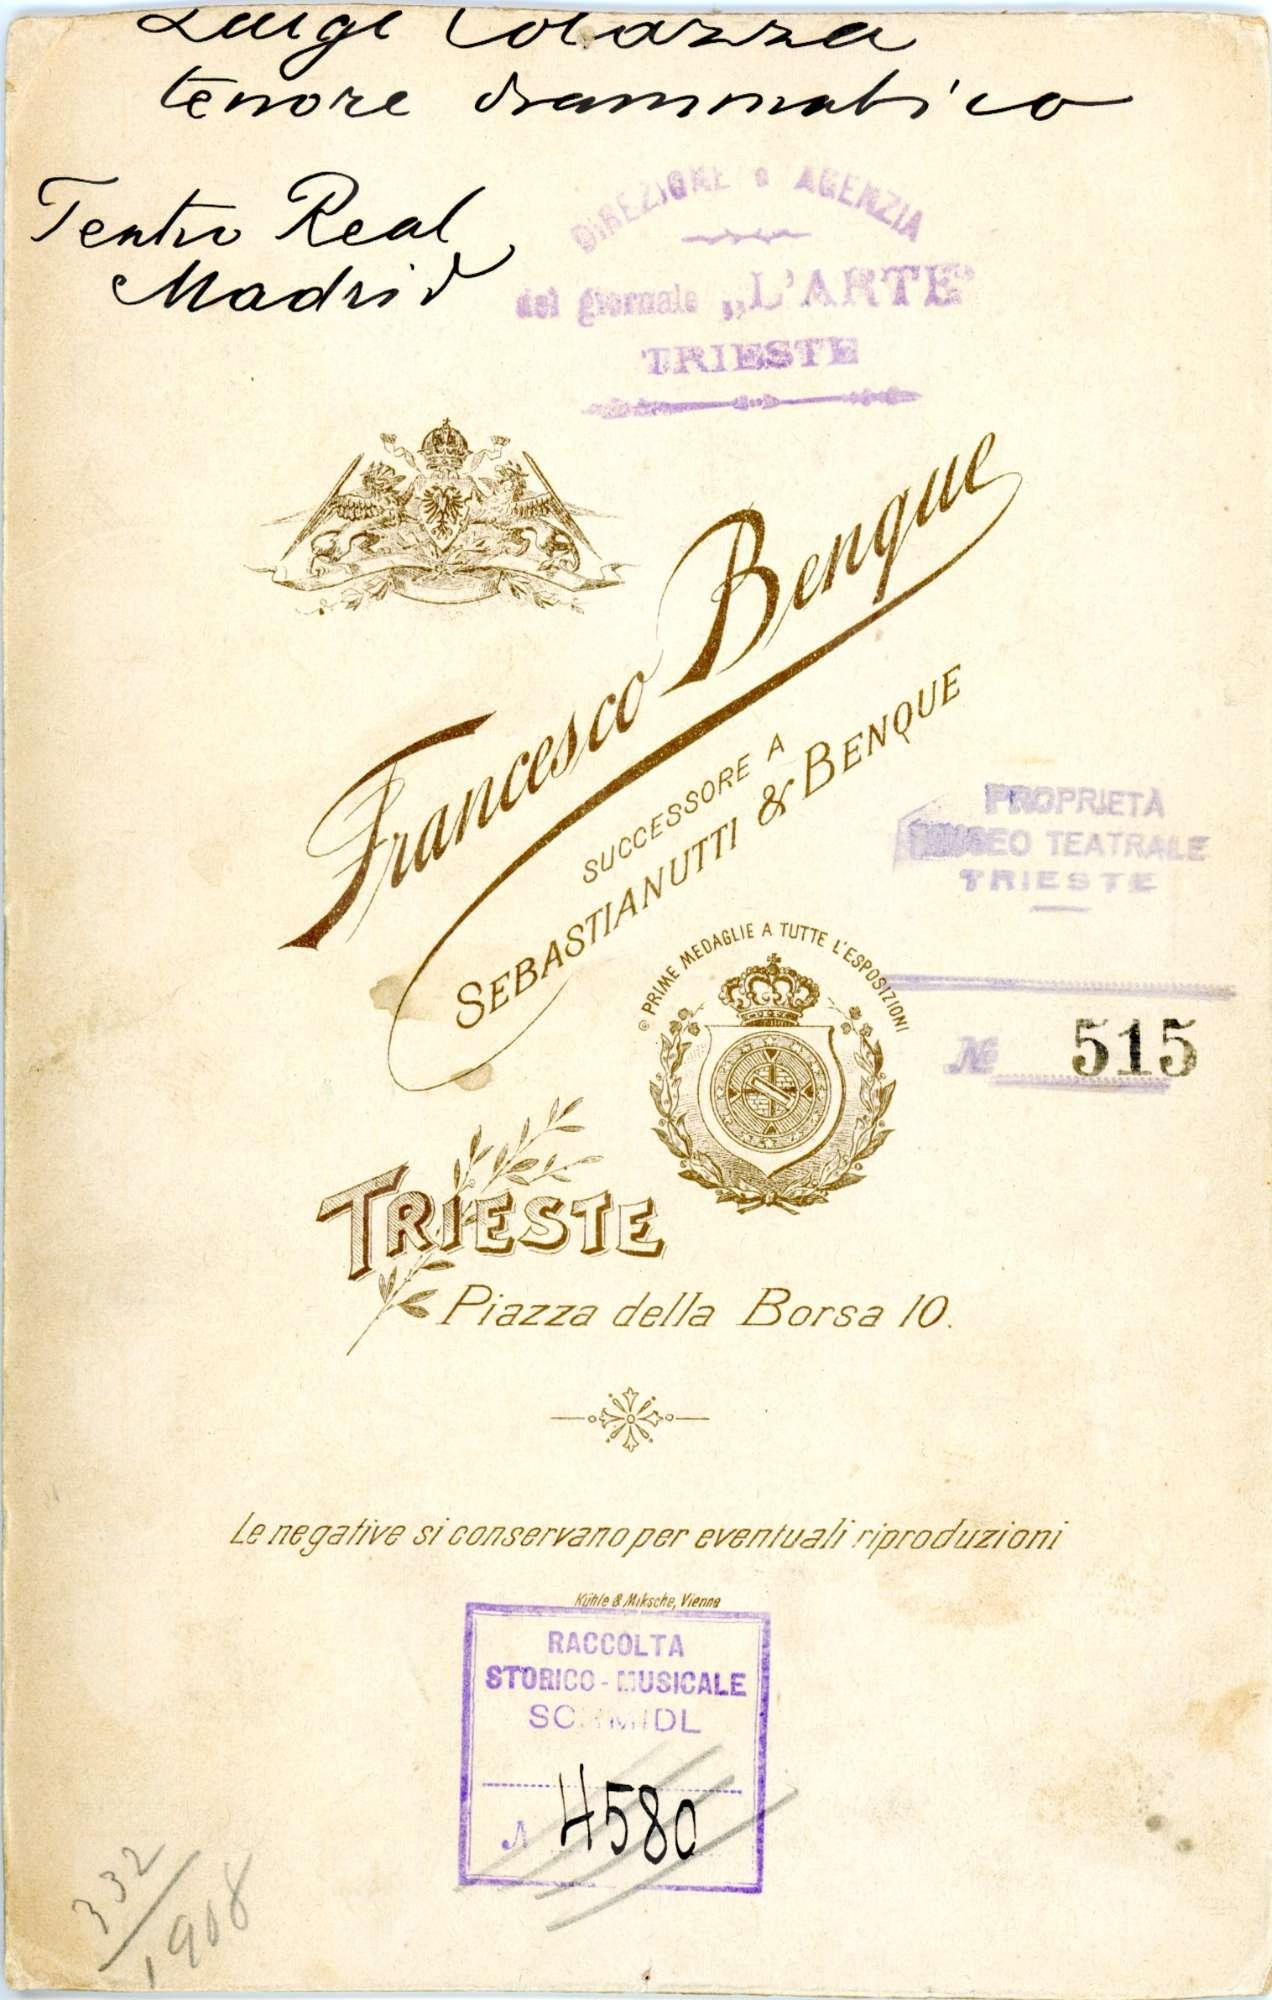 Luigi Colazza
tenore drammatico
Teatro Real
Madrid
DIREZIONE e AGENZIA
del giornale „L'ARTE"
TRIESTE
Francesco Benque
SUCCESSORE A
SEBASTIANUTTI & BENQUE
PROPRIETÀ
MUSEO TEATRALE
TRIESTE
PRIME MEDAGLIE A TUTTE L'ESPOSIZIONI
No 515
TRIESTE
Piazza della Borsa 10.
Le negative si conservano per eventuali riproduzioni
Kühle & Miksche, Vienne
RACCOLTA
STORICO-MUSICALE
SCHMIDL
N 4580
332/1908